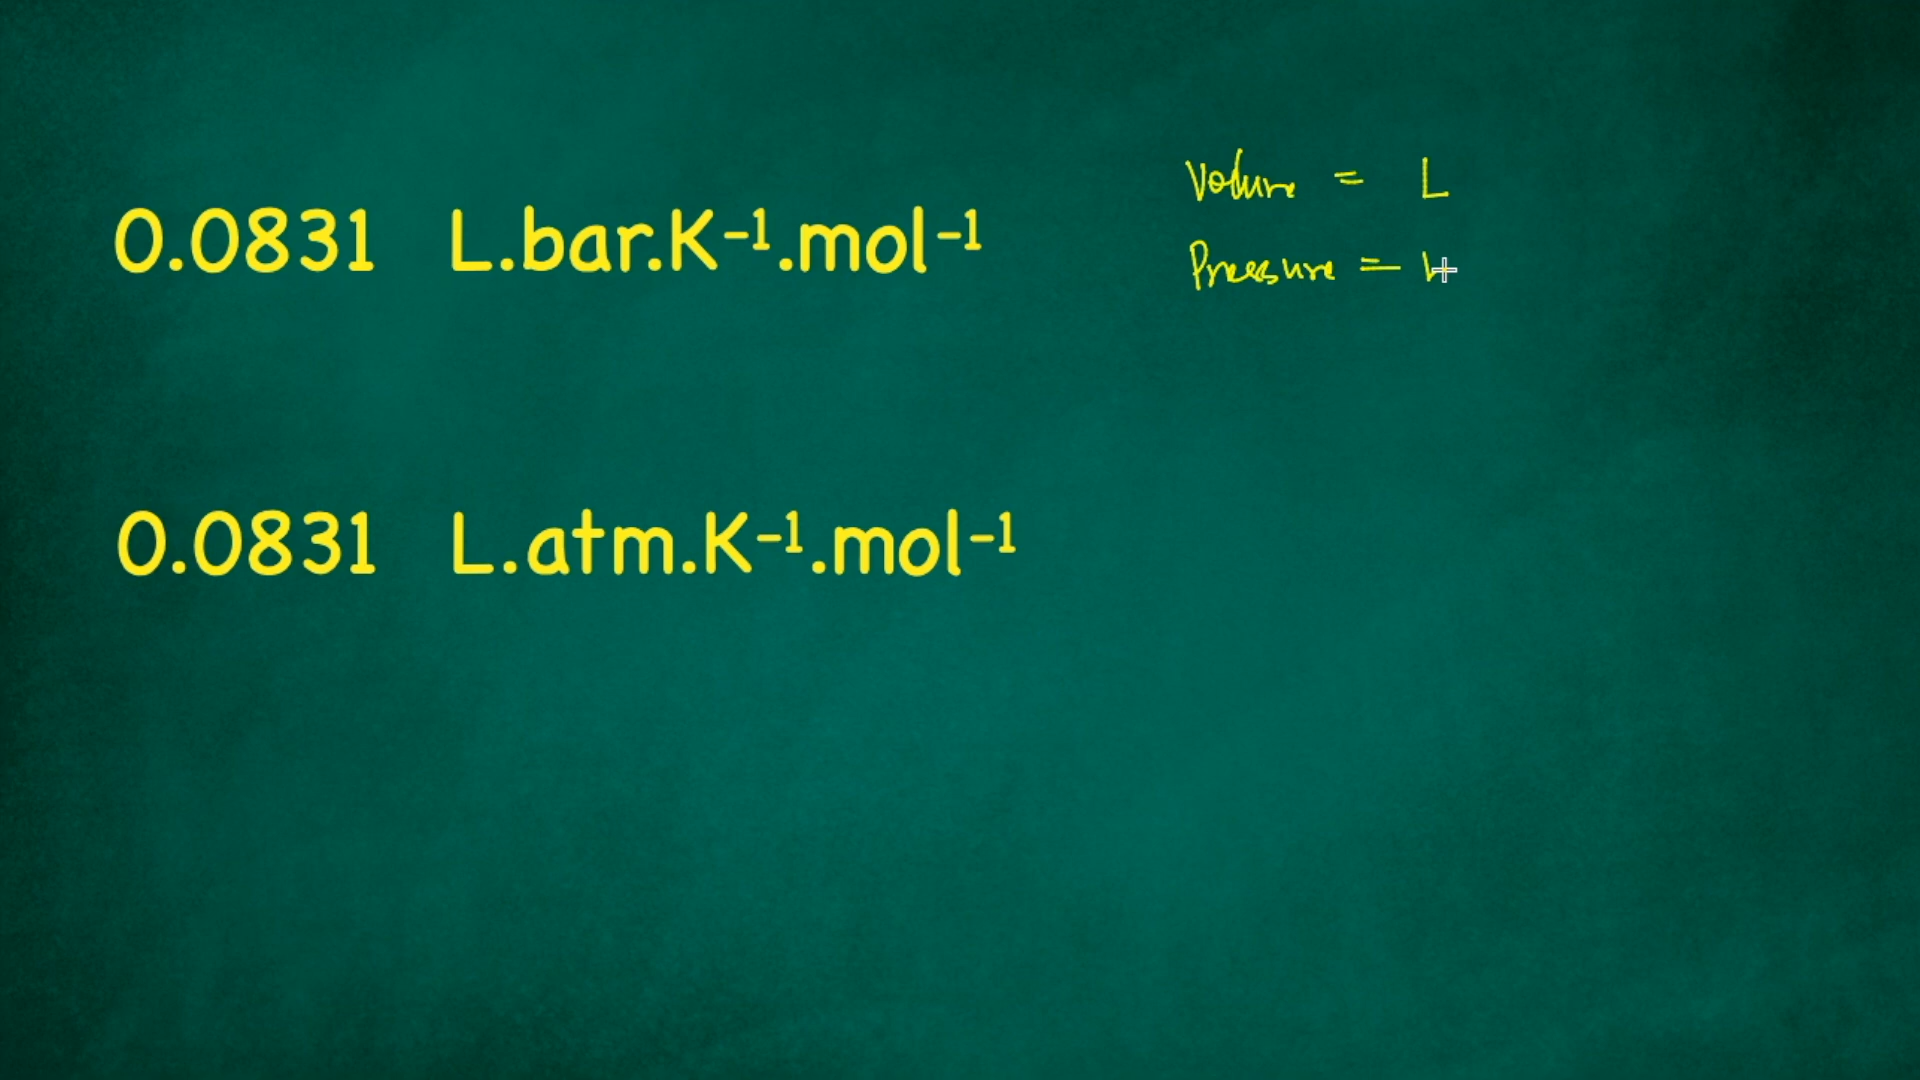 0.0831 L.bar.K⁻¹.mol⁻¹
Volume = L
Pressure =
0.0831 L.atm.K⁻¹.mol⁻¹